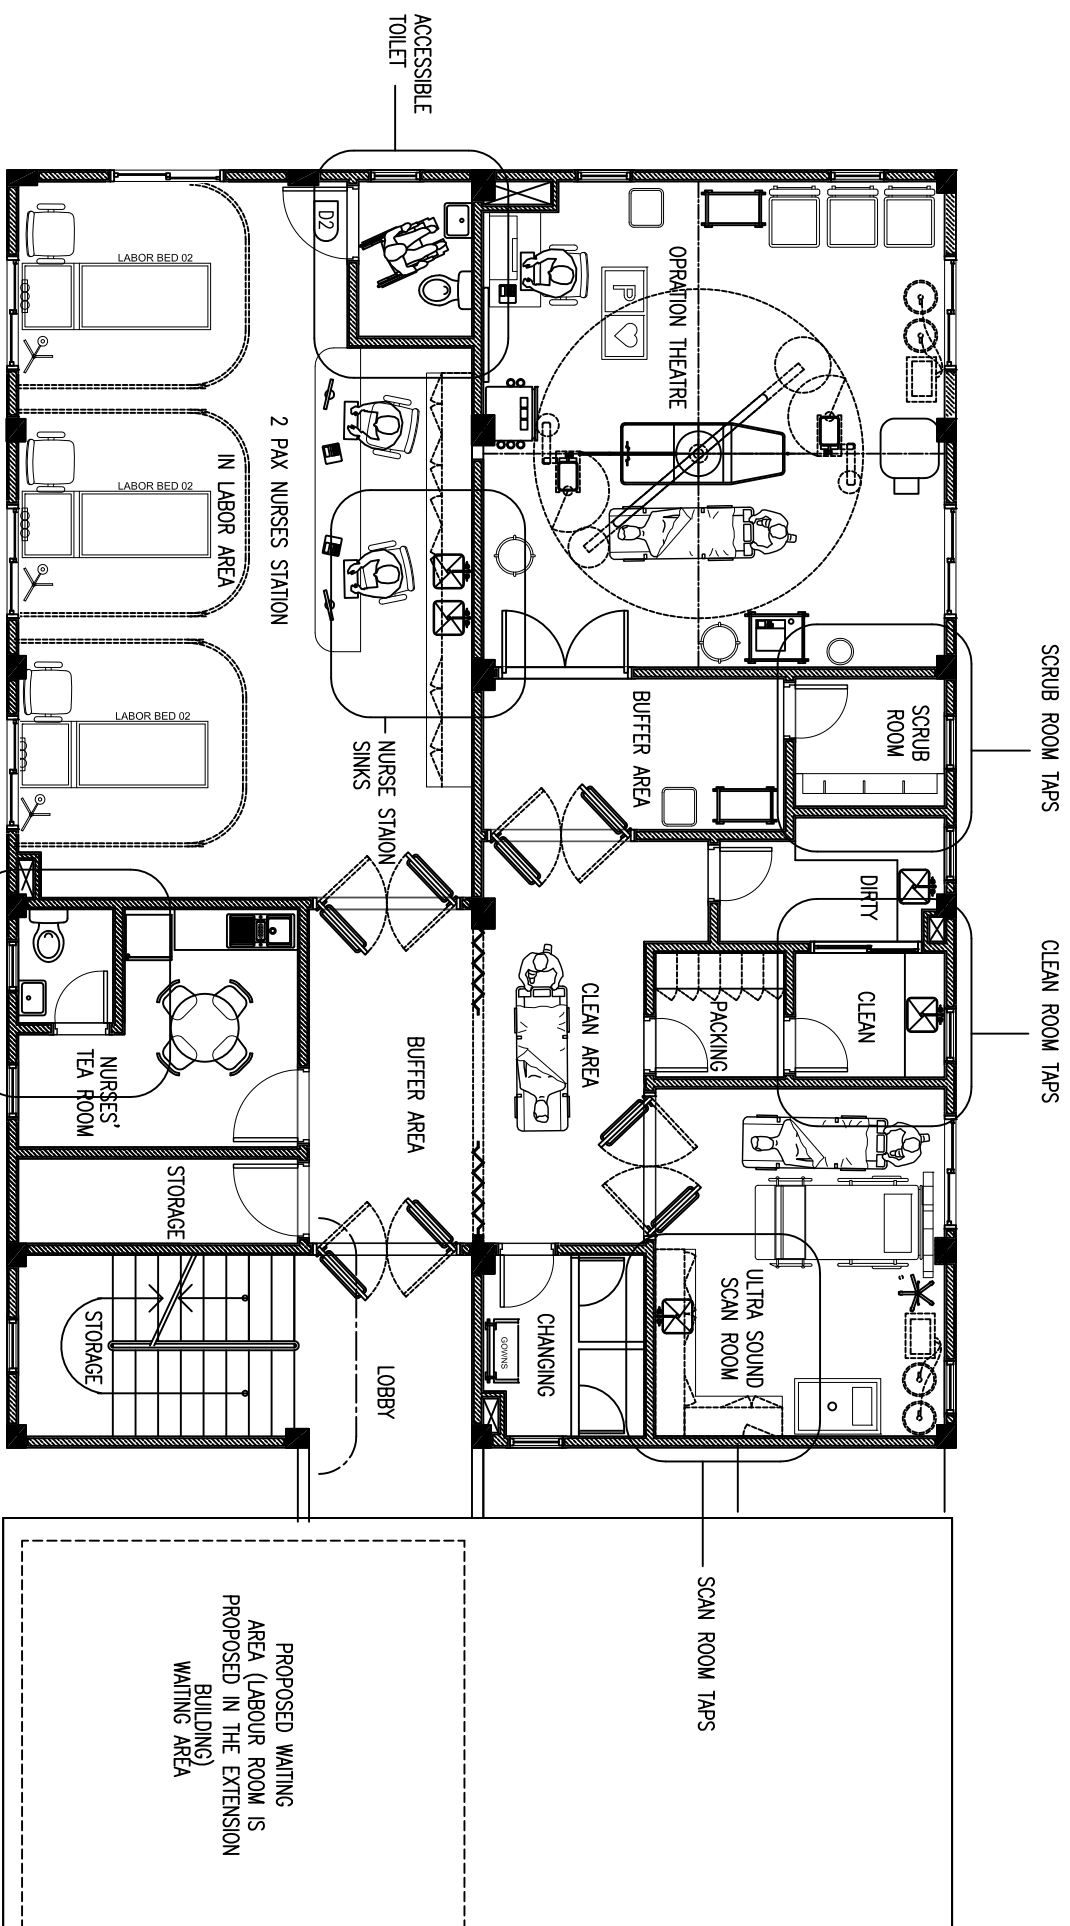 SCRUB ROOM TAPS
CLEAN ROOM TAPS
SCRUB
ROOM
DIRTY
CLEAN
OPRATION THEATRE
P
BUFFER AREA
PACKING
ULTRA SOUND
SCAN ROOM
SCAN ROOM TAPS
CLEAN AREA
CHANGING
GOWNS
ACCESSIBLE
TOILET
D2
NURSE STAION
SINKS
BUFFER AREA
LOBBY
2 PAX NURSES STATION
IN LABOR AREA
LABOR BED 02
LABOR BED 02
LABOR BED 02
NURSES'
TEA ROOM
STORAGE
STORAGE
PROPOSED WAITING
AREA (LABOUR ROOM IS
PROPOSED IN THE EXTENSION
BUILDING)
WAITING AREA